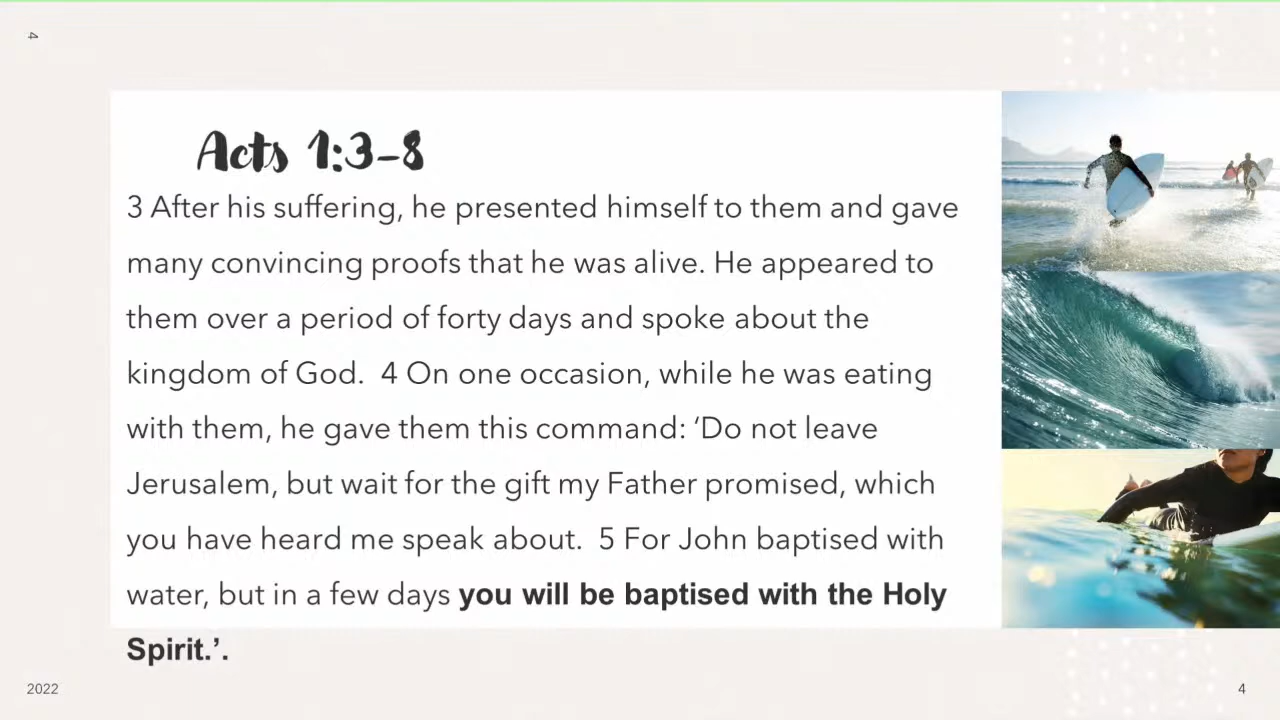 4
Acts 1:3-8
3 After his suffering, he presented himself to them and gave
many convincing proofs that he was alive. He appeared to
them over a period of forty days and spoke about the
kingdom of God.  4 On one occasion, while he was eating
with them, he gave them this command: ‘Do not leave
Jerusalem, but wait for the gift my Father promised, which
you have heard me speak about.  5 For John baptised with
water, but in a few days you will be baptised with the Holy
Spirit.’.
2022
4